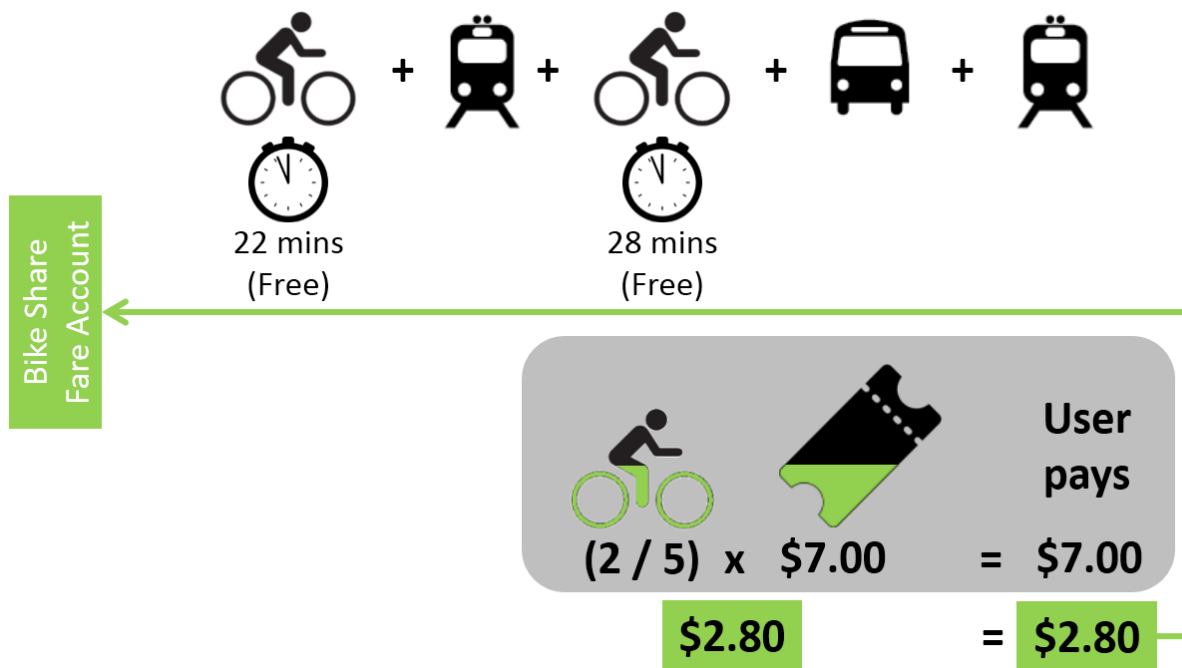 + + + +
22 mins
(Free)
28 mins
(Free)
Bike Share
Fare Account
User
pays
(2 / 5) x $7.00 = $7.00
$2.80 = $2.80